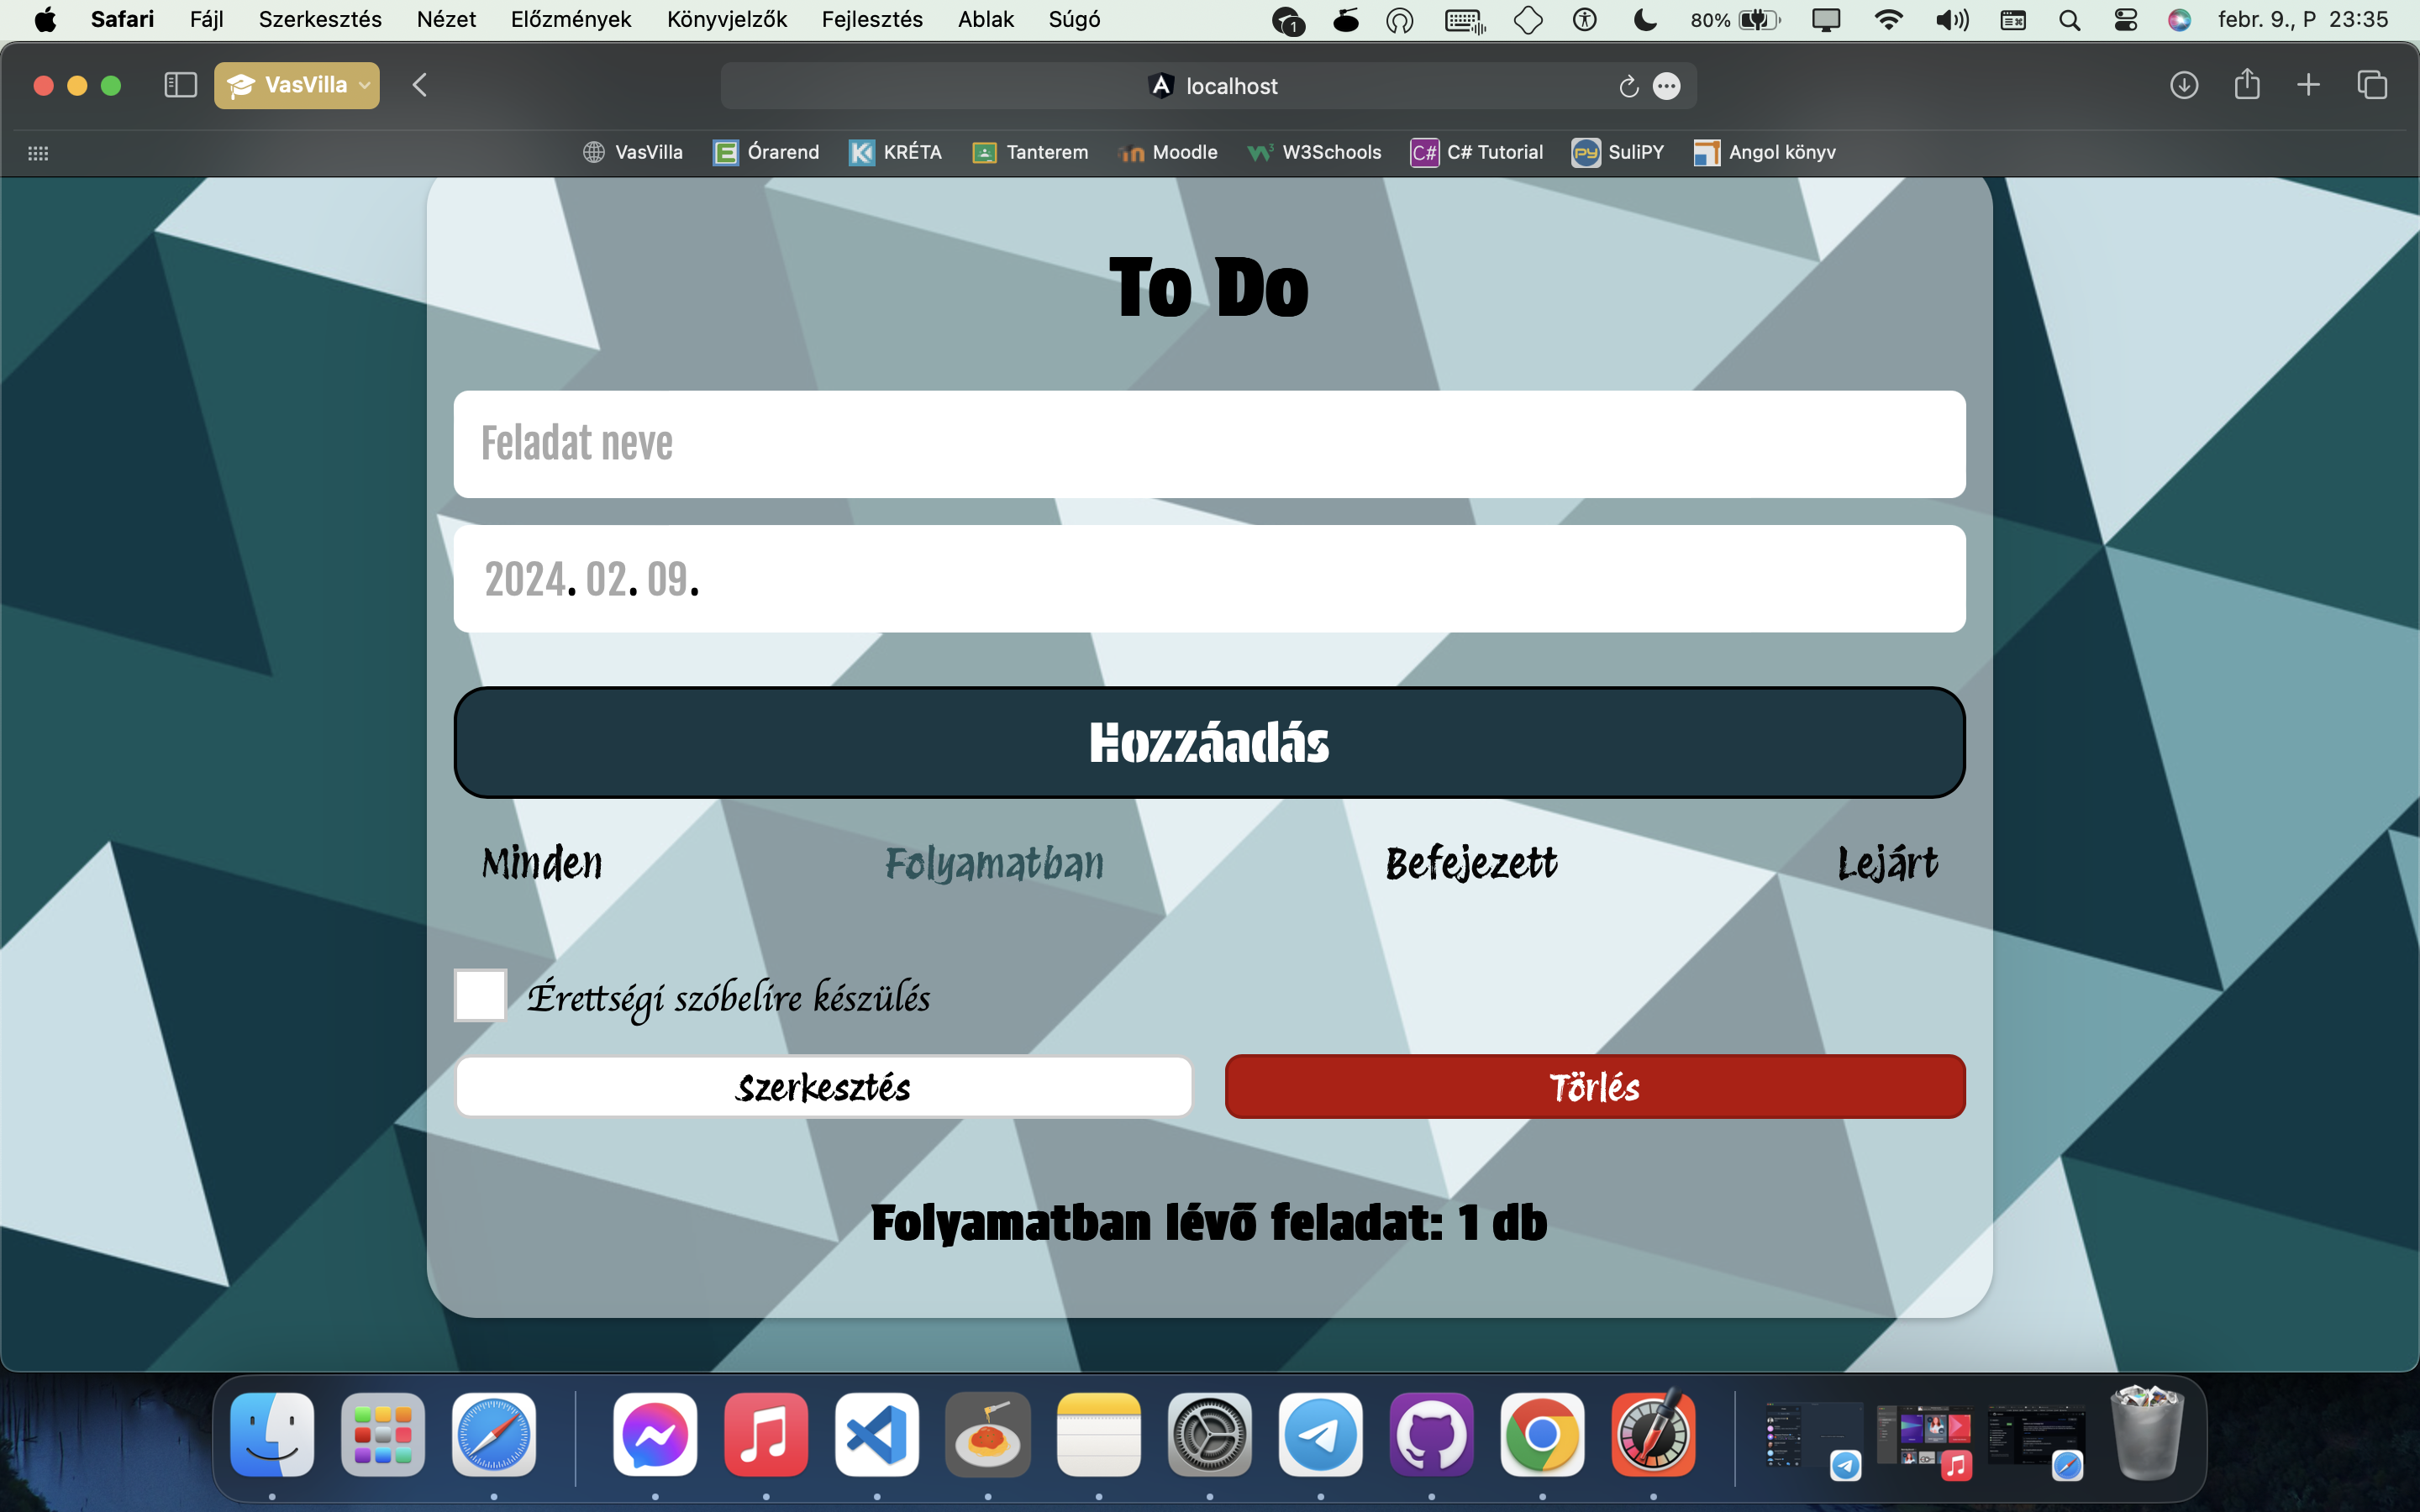 Safari Fájl Szerkesztés Nézet Előzmények Könyvjelzők Fejlesztés Ablak Súgó 1 80% febr. 9., P 23:35
VasVilla localhost
VasVilla Órarend KRÉTA Tanterem Moodle W3Schools C# C# Tutorial SuliPY Angol könyv
To Do
Feladat neve
2024. 02. 09.
Hozzáadás
Minden Folyamatban Befejezett Lejárt
Érettségi szóbelire készülés
Szerkesztés Törlés
Folyamatban lévő feladat: 1 db